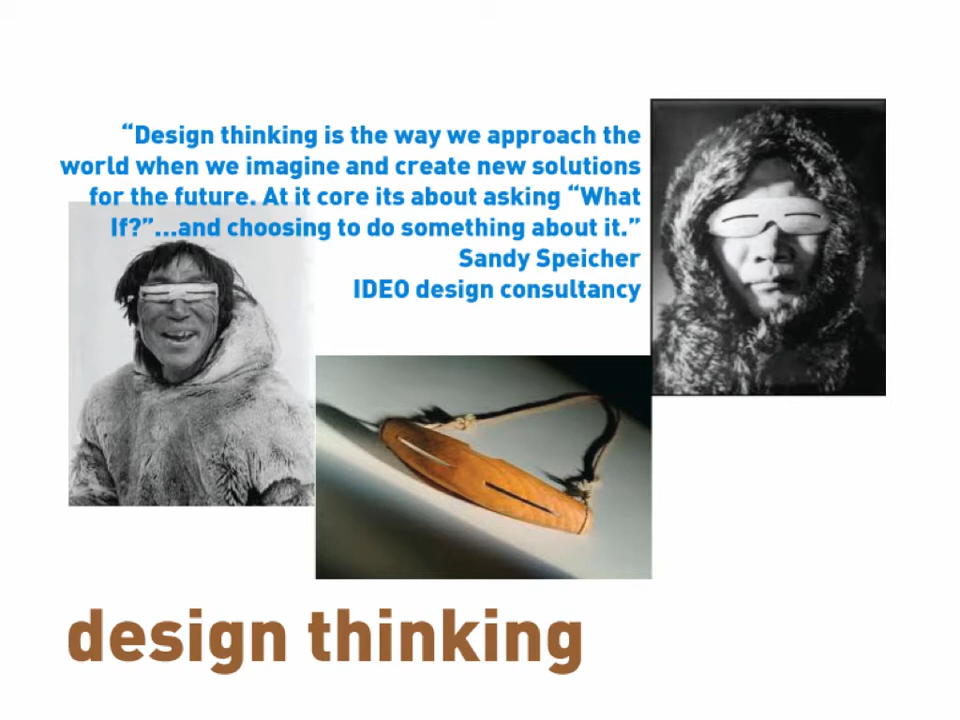 “Design thinking is the way we approach the
world when we imagine and create new solutions
for the future. At it core its about asking “What
If?”...and choosing to do something about it.”
Sandy Speicher
IDEO design consultancy
design thinking